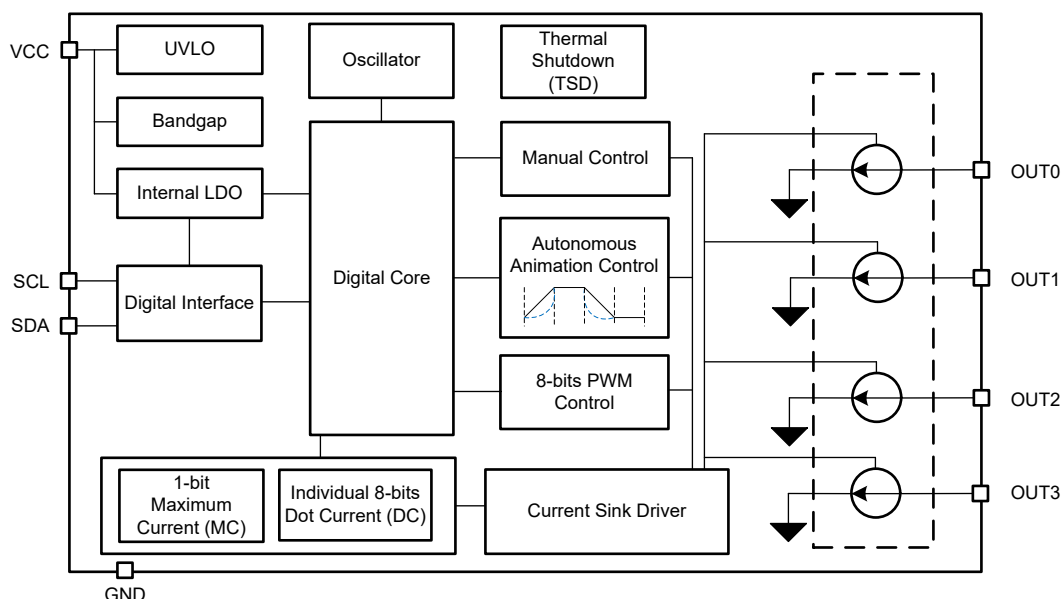 VCC
UVLO
Oscillator
Thermal
Shutdown
(TSD)
Bandgap
Manual Control
Internal LDO
OUT0
Digital Core
Autonomous
Animation Control
SCL
Digital Interface
SDA
OUT1
8-bits PWM
Control
OUT2
1-bit
Maximum
Current (MC)
Individual 8-bits
Dot Current (DC)
Current Sink Driver
OUT3
GND